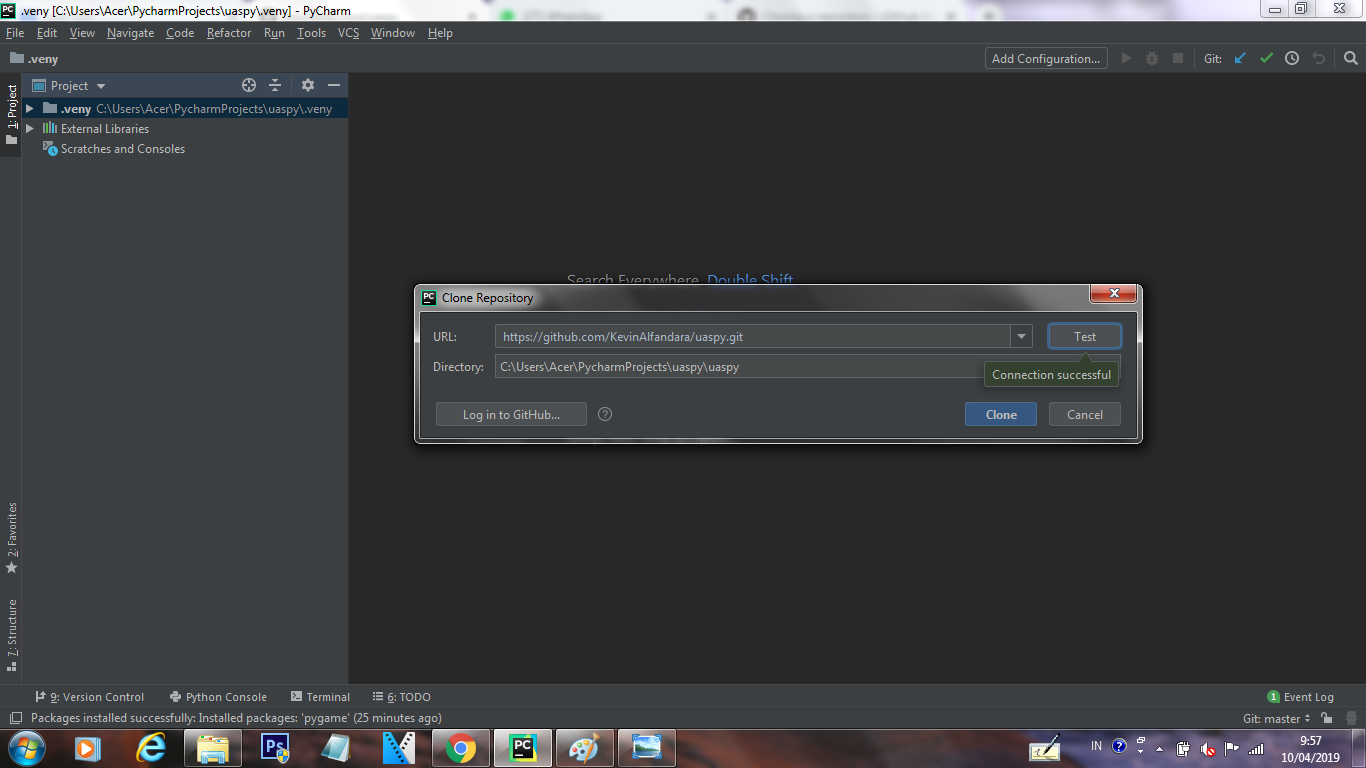 .veny [C:\Users\Acer\PycharmProjects\uaspy\.veny] - PyCharm
File Edit View Navigate Code Refactor Run Tools VCS Window Help
.veny Add Configuration... Git:
1: Project
Project
.veny C:\Users\Acer\PycharmProjects\uaspy\.veny
External Libraries
Scratches and Consoles
Search Everywhere Double Shift
Clone Repository
URL: https://github.com/KevinAlfandara/uaspy.git Test
Directory: C:\Users\Acer\PycharmProjects\uaspy\uaspy
Connection successful
Log in to GitHub... ? Clone Cancel
2: Favorites
7: Structure
9: Version Control Python Console Terminal 6: TODO 1 Event Log
Packages installed successfully: Installed packages: 'pygame' (25 minutes ago) Git: master
IN 9:57
10/04/2019